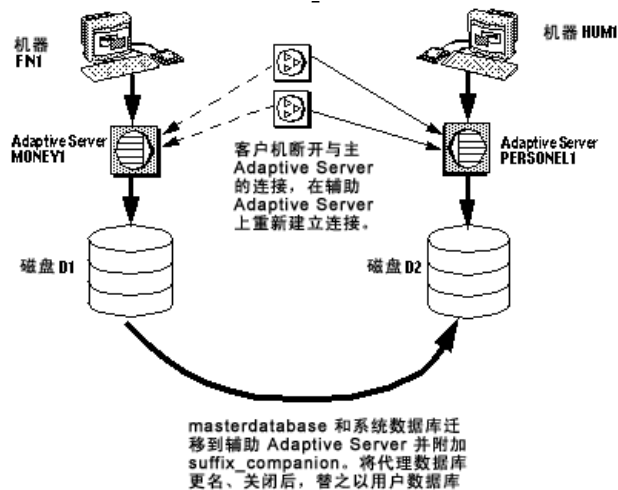 机器
FN1
机器 HUM1
Adaptive Server
MONEY1
Adaptive Server
PERSONEL1
客户机断开与主
Adaptive Server
的连接，在辅助
Adaptive Server
上重新建立连接。
磁盘 D1
磁盘 D2
masterdatabase 和系统数据库迁
移到辅助 Adaptive Server 并附加
suffix_companion。将代理数据库
更名、关闭后，替之以用户数据库